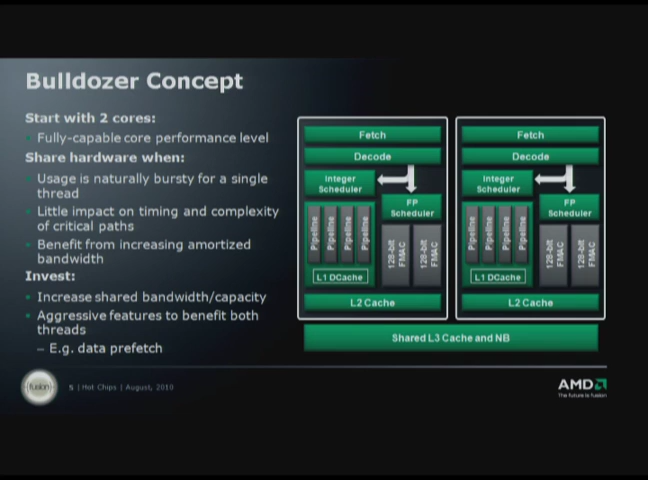 Bulldozer Concept
Start with 2 cores:
Fully-capable core performance level
Share hardware when:
Usage is naturally bursty for a single
thread
Little impact on timing and complexity
of critical paths
Benefit from increasing amortized
bandwidth
Invest:
Increase shared bandwidth/capacity
Aggressive features to benefit both
threads
– E.g. data prefetch
Fetch
Decode
Integer
Scheduler
FP
Scheduler
Pipeline
Pipeline
Pipeline
Pipeline
128-bit
FMAC
128-bit
FMAC
L1 DCache
L2 Cache
Fetch
Decode
Integer
Scheduler
FP
Scheduler
Pipeline
Pipeline
Pipeline
Pipeline
128-bit
FMAC
128-bit
FMAC
L1 DCache
L2 Cache
Shared L3 Cache and NB
fusion
5 | Hot Chips | August, 2010
AMD
The future is fusion